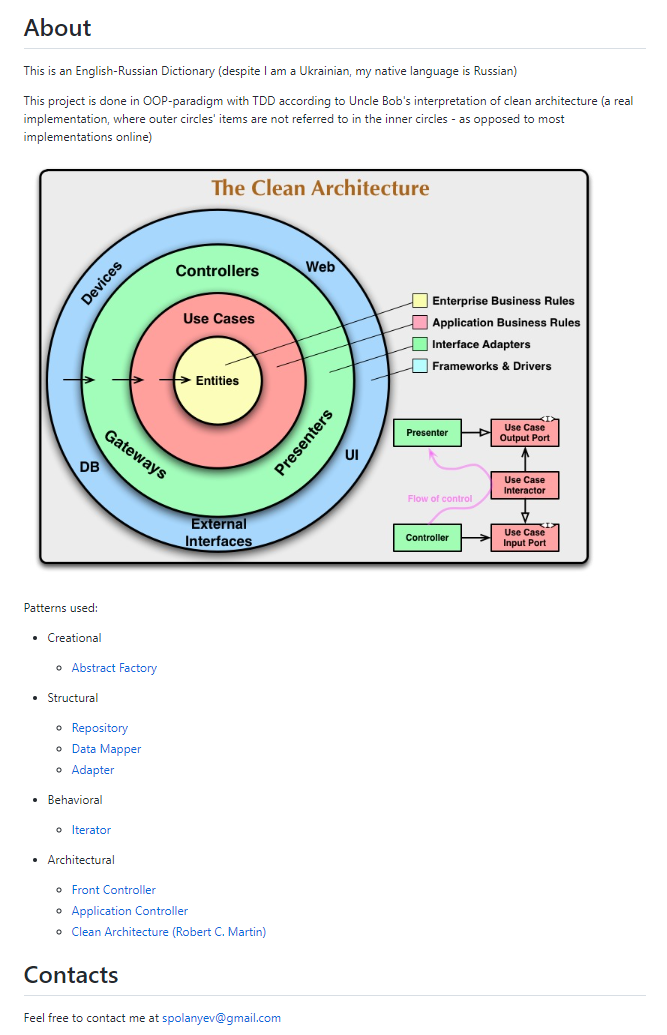 About
This is an English-Russian Dictionary (despite I am a Ukrainian, my native language is Russian)
This project is done in OOP-paradigm with TDD according to Uncle Bob's interpretation of clean architecture (a real
implementation, where outer circles' items are not referred to in the inner circles - as opposed to most
implementations online)
The Clean Architecture
Devices
Web
Controllers
Use Cases
Entities
Gateways
Presenters
DB
UI
External
Interfaces
Enterprise Business Rules
Application Business Rules
Interface Adapters
Frameworks & Drivers
Presenter
Use Case
Output Port
<I>
Flow of control
Use Case
Interactor
Controller
Use Case
Input Port
<I>
Patterns used:
Creational
Abstract Factory
Structural
Repository
Data Mapper
Adapter
Behavioral
Iterator
Architectural
Front Controller
Application Controller
Clean Architecture (Robert C. Martin)
Contacts
Feel free to contact me at spolanyev@gmail.com